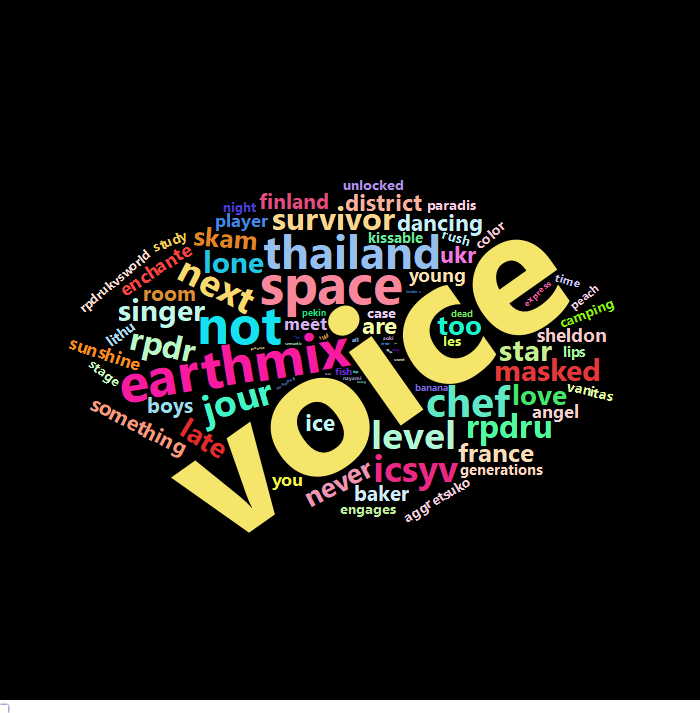 unlocked
night
finland
.district
paradis
player
survivor
dancing
study
skam
kissable
rush
color
rpdrukvsworld
enchante
lone
thailand
ukr
next
space
young
time
room
express
peach
singer
not
pekin
meet
case
are
dead
too
camping
lithu
rpdr
all
aoki
les
sheldon
sunshine
earthmix
voice
star
lips
stage
fish
masked
boys
jour
banana
chef
love
vanitas
something
late
ice
level
rpdru
angel
never
icsyv
france
you
baker
generations
engages
aggretsuko